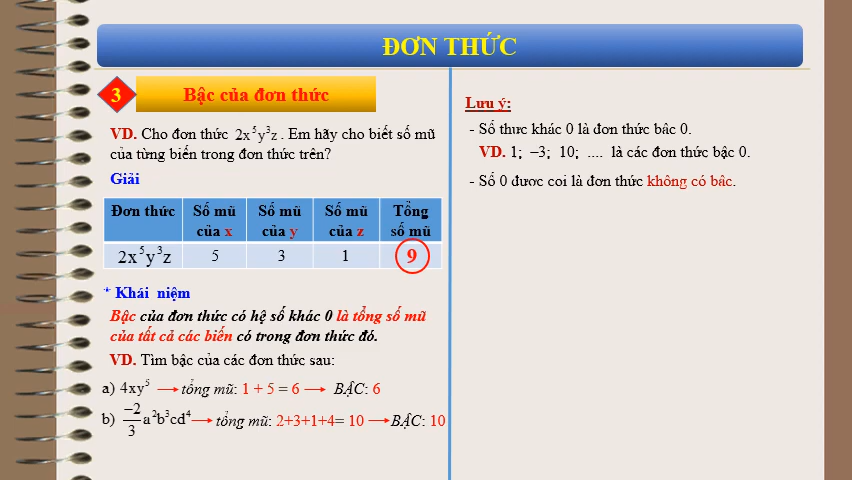 ĐƠN THỨC
3
Bậc của đơn thức
VD. Cho đơn thức 2x⁵y³z. Em hãy cho biết số mũ
của từng biến trong đơn thức trên?
Giải
Đơn thức Số mũ của x Số mũ của y Số mũ của z Tổng số mũ
2x⁵y³z 5 3 1 9
* Khái niệm
Bậc của đơn thức có hệ số khác 0 là tổng số mũ
của tất cả các biến có trong đơn thức đó.
VD. Tìm bậc của các đơn thức sau:
a) 4xy⁵ → tổng mũ: 1 + 5 = 6 → BẬC: 6
b) −2/3 a²b³cd⁴ → tổng mũ: 2+3+1+4= 10 → BẬC: 10
Lưu ý:
- Số thực khác 0 là đơn thức bậc 0.
VD. 1; −3; 10; .... là các đơn thức bậc 0.
- Số 0 được coi là đơn thức không có bậc.